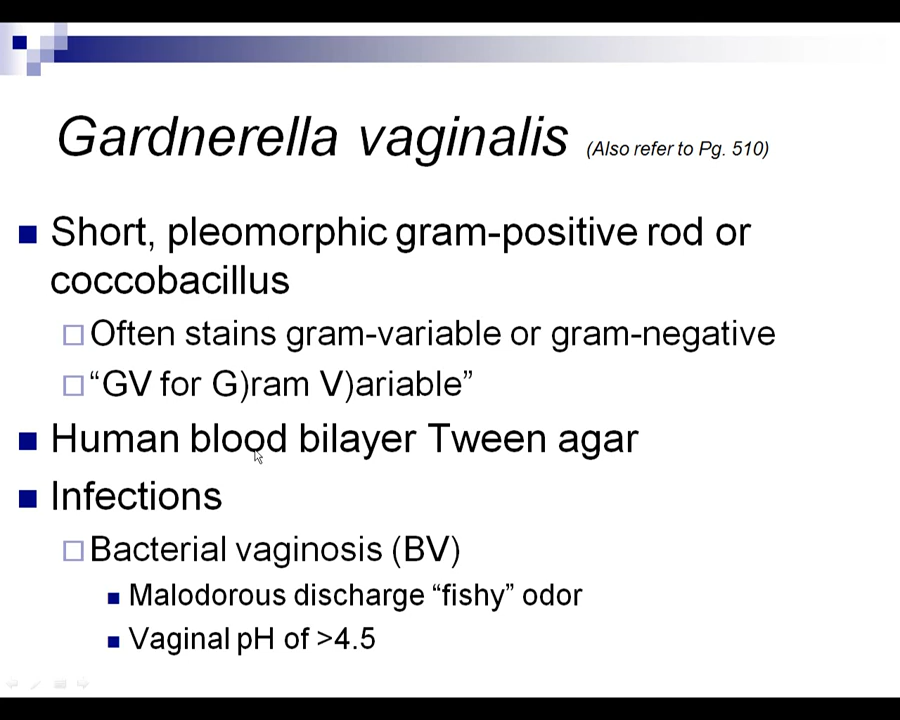 Gardnerella vaginalis (Also refer to Pg. 510)
Short, pleomorphic gram-positive rod or
coccobacillus
Often stains gram-variable or gram-negative
“GV for G)ram V)ariable”
Human blood bilayer Tween agar
Infections
Bacterial vaginosis (BV)
Malodorous discharge “fishy” odor
Vaginal pH of >4.5